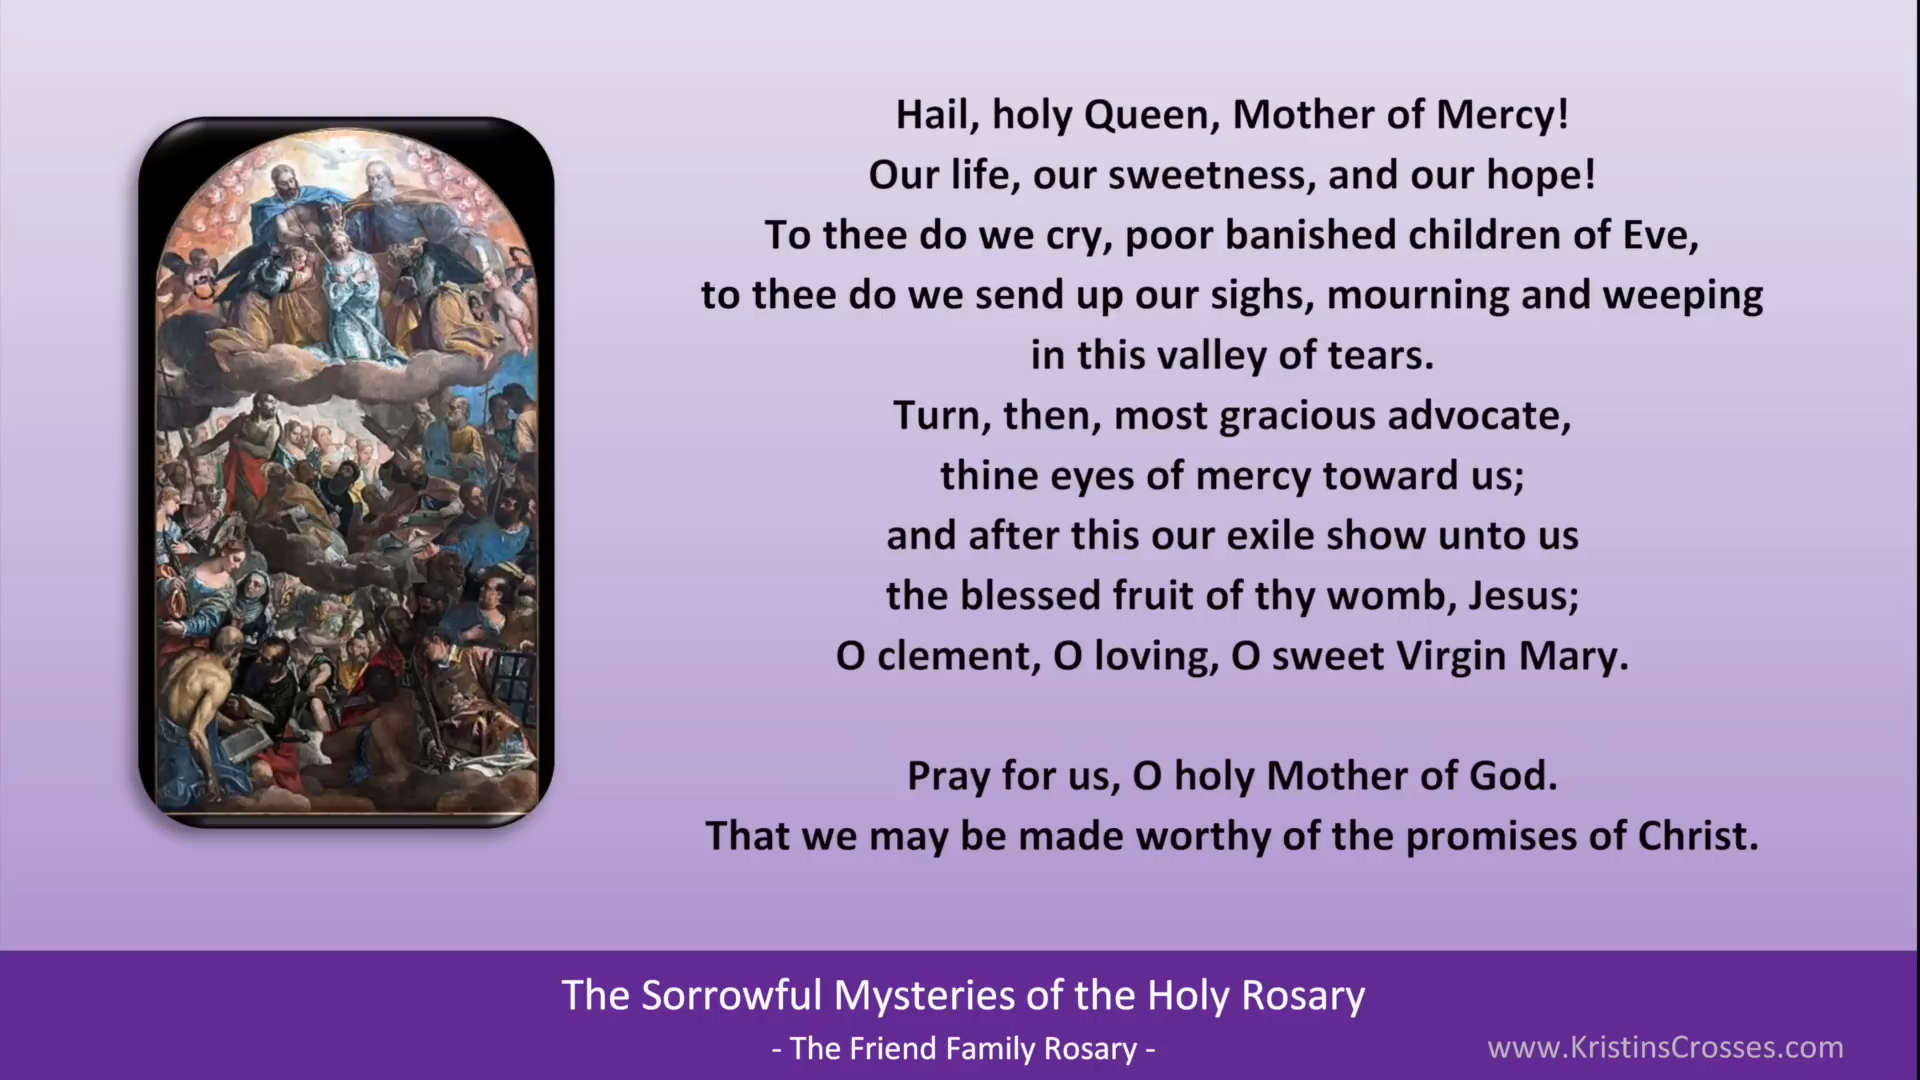 Hail, holy Queen, Mother of Mercy!
Our life, our sweetness, and our hope!
To thee do we cry, poor banished children of Eve,
to thee do we send up our sighs, mourning and weeping
in this valley of tears.
Turn, then, most gracious advocate,
thine eyes of mercy toward us;
and after this our exile show unto us
the blessed fruit of thy womb, Jesus;
O clement, O loving, O sweet Virgin Mary.
Pray for us, O holy Mother of God.
That we may be made worthy of the promises of Christ.
The Sorrowful Mysteries of the Holy Rosary
- The Friend Family Rosary -
www.KristinsCrosses.com